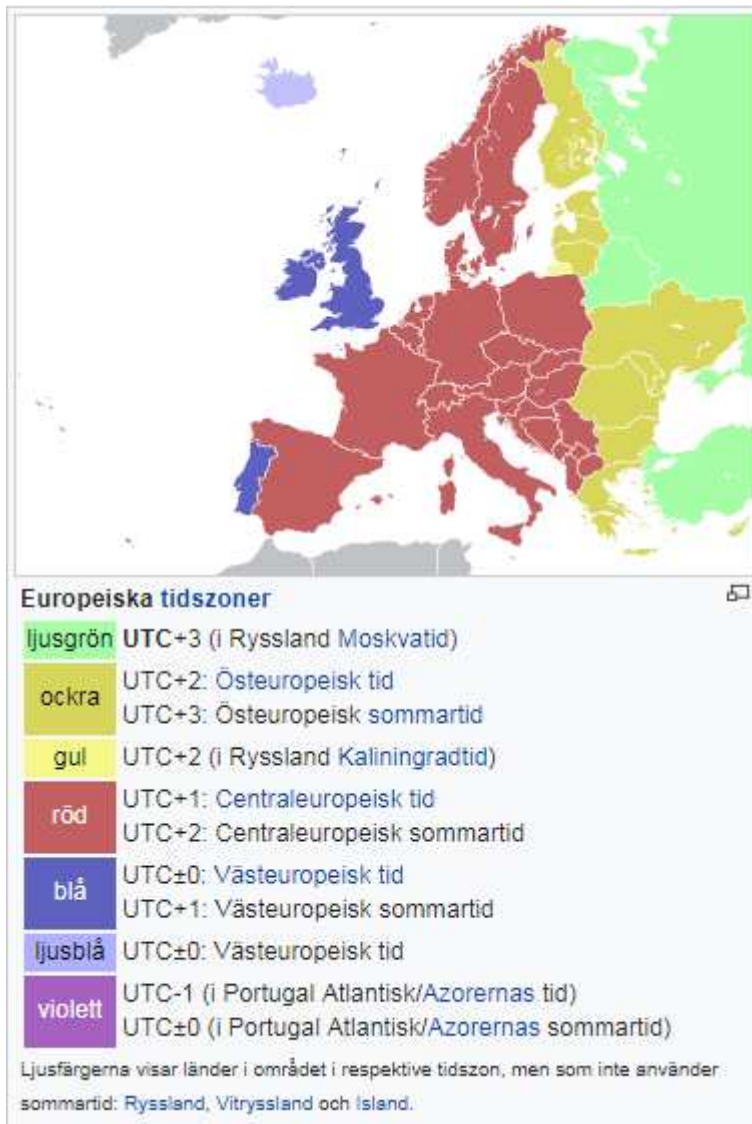 Europeiska tidszoner
ljusgrön UTC+3 (i Ryssland Moskvatid)
ockra UTC+2: Östeuropeisk tid
UTC+3: Östeuropeisk sommartid
gul UTC+2 (i Ryssland Kaliningradtid)
röd UTC+1: Centraleuropeisk tid
UTC+2: Centraleuropeisk sommartid
blå UTC±0: Västeuropeisk tid
UTC+1: Västeuropeisk sommartid
ljusblå UTC±0: Västeuropeisk tid
violett UTC-1 (i Portugal Atlantisk/Azorernas tid)
UTC±0 (i Portugal Atlantisk/Azorernas sommartid)
Ljusfärgerna visar länder i området i respektive tidszon, men som inte använder
sommartid: Ryssland, Vitryssland och Island.